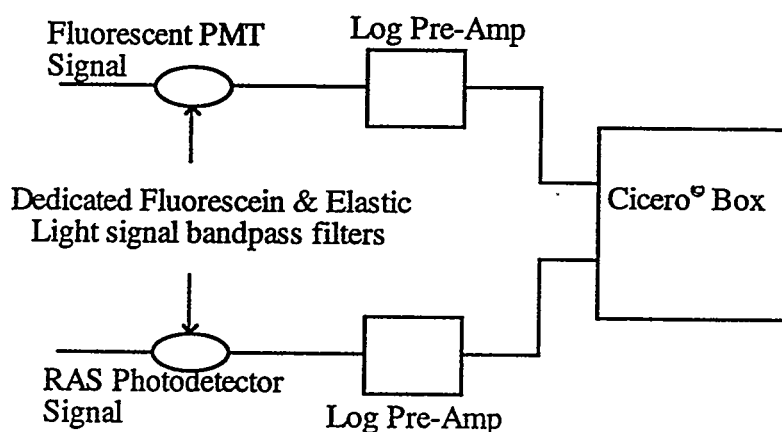 Fluorescent PMT
Signal
Log Pre-Amp
Dedicated Fluorescein & Elastic
Light signal bandpass filters
Cicero© Box
RAS Photodetector
Signal
Log Pre-Amp